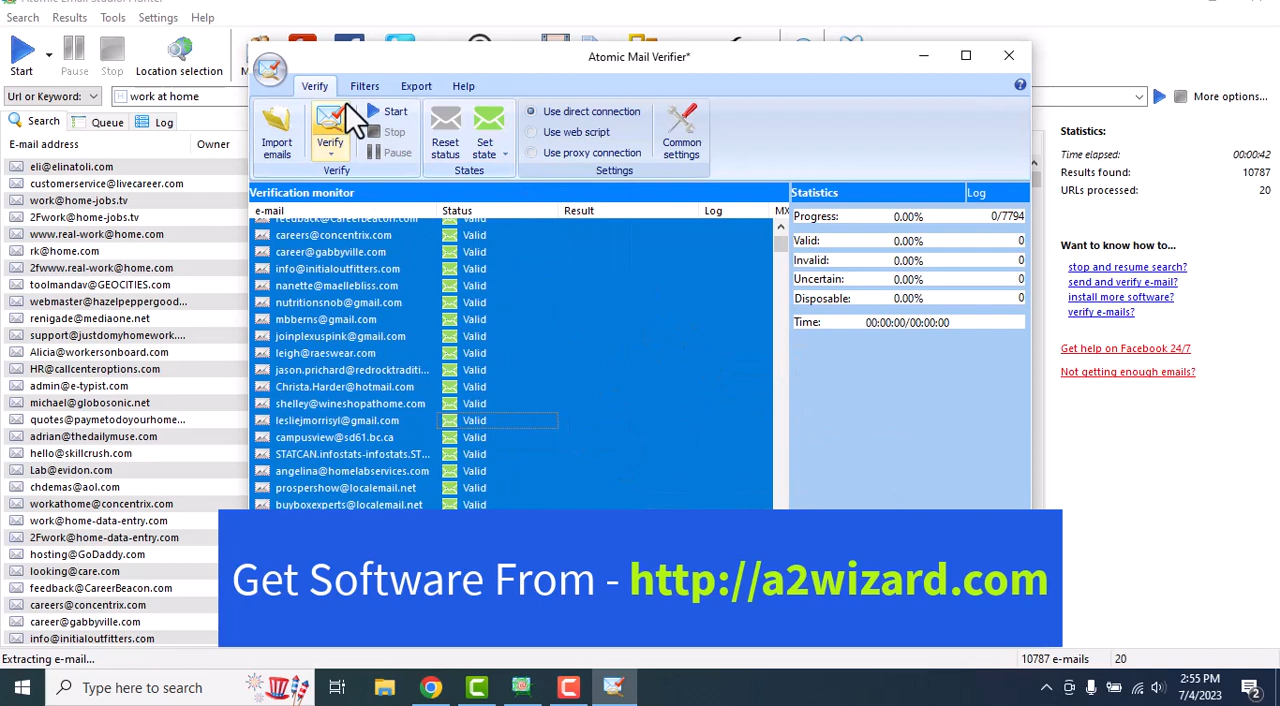 Search Results Tools Settings Help
Atomic Mail Verifier*
Start Pause Stop Location selection
Verify Filters Export Help
Url or Keyword: work at home More options...
Import emails Verify Start Stop Pause Reset status Set state Use direct connection Use web script Use proxy connection Common settings
Verify States Settings
Search Queue Log
E-mail address Owner
eli@elinatoli.com
customerservice@livecareer.com
work@home-jobs.tv
2Fwork@home-jobs.tv
www.real-work@home.com
rk@home.com
2fwww.real-work@home.com
toolmandav@GEOCITIES.com
webmaster@hazelpeppergood...
renigade@mediaone.net
support@justdomyhomework....
Alicia@workersonboard.com
HR@callcenteroptions.com
admin@e-typist.com
michael@globosonic.net
quotes@paymetodoyourhome...
adrian@thedailymuse.com
hello@skillcrush.com
Lab@evidon.com
chdemas@aol.com
workathome@concentrix.com
work@home-data-entry.com
2Fwork@home-data-entry.com
hosting@GoDaddy.com
looking@care.com
feedback@CareerBeacon.com
careers@concentrix.com
career@gabbyville.com
info@initialoutfitters.com
Verification monitor
e-mail Status Result Log MX
feedback@CareerBeacon.com Valid
careers@concentrix.com Valid
career@gabbyville.com Valid
info@initialoutfitters.com Valid
nanette@maellebliss.com Valid
nutritionsnob@gmail.com Valid
mbberns@gmail.com Valid
joinplexuspink@gmail.com Valid
leigh@raeswear.com Valid
jason.prichard@redrocktraditi... Valid
Christa.Harder@hotmail.com Valid
shelley@wineshopathome.com Valid
lesliejmorrisyl@gmail.com Valid
campusview@sd61.bc.ca Valid
STATCAN.infostats-infostats.ST... Valid
angelina@homelabservices.com Valid
prospershow@localemail.net Valid
buyboxexperts@localemail.net Valid
Statistics Log
Progress: 0.00% 0/7794
Valid: 0.00% 0
Invalid: 0.00% 0
Uncertain: 0.00% 0
Disposable: 0.00% 0
Time: 00:00:00/00:00:00
Statistics:
Time elapsed: 00:00:42
Results found: 10787
URLs processed: 20
Want to know how to...
stop and resume search?
send and verify e-mail?
install more software?
verify e-mails?
Get help on Facebook 24/7
Not getting enough emails?
Get Software From - http://a2wizard.com
Extracting e-mail... 10787 e-mails 20
Type here to search
2:55 PM
7/4/2023
2